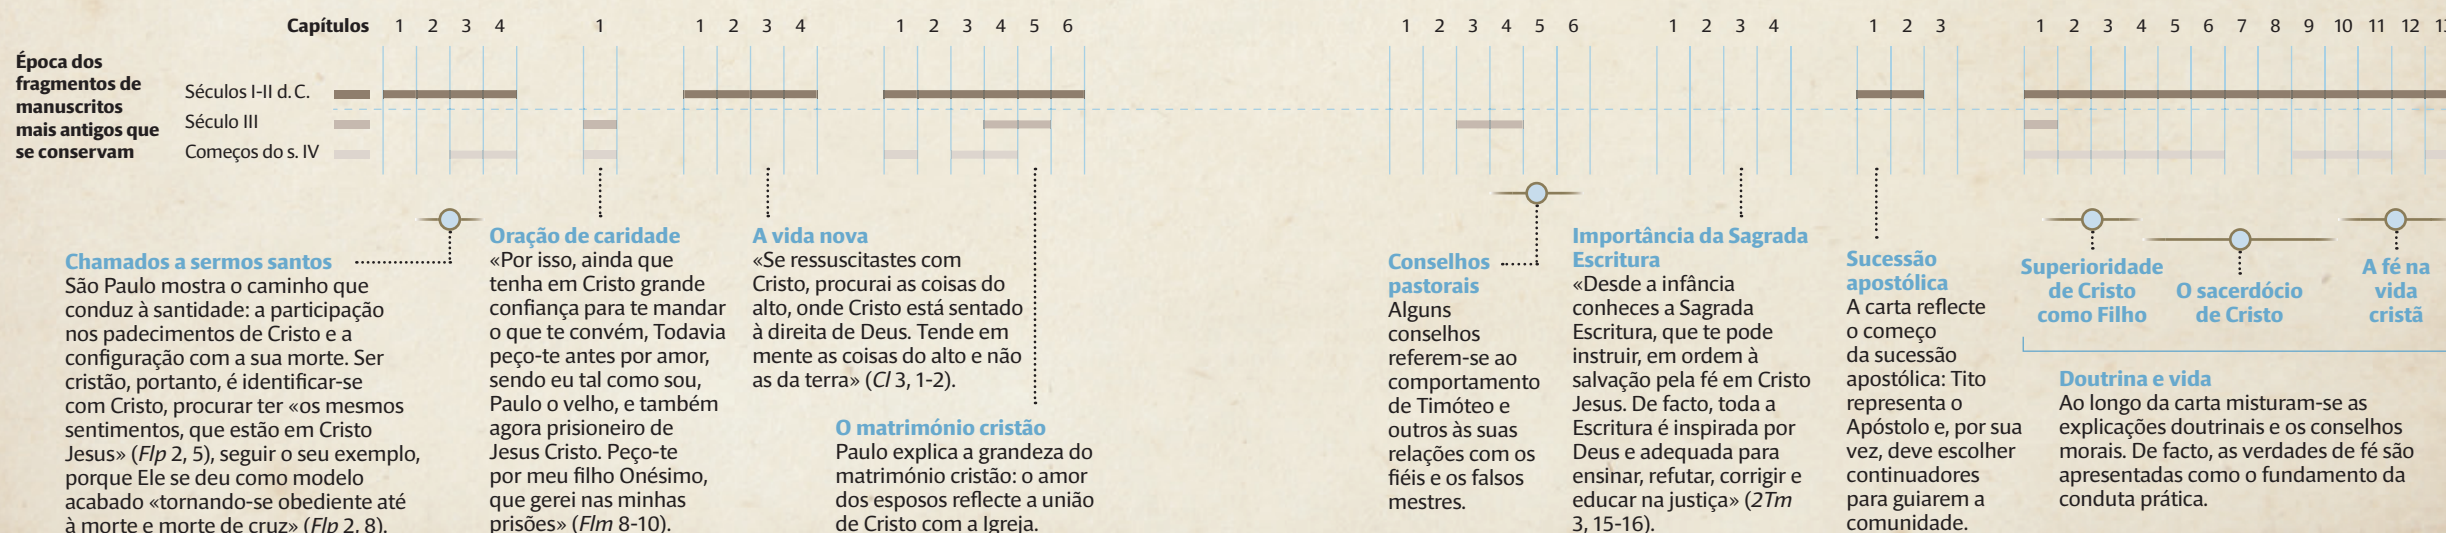 Capítulos 1 2 3 4 1 1 2 3 4 1 2 3 4 5 6 1 2 3 4 5 6 1 2 3 4 1 2 3 1 2 3 4 5 6 7 8 9 10 11 12
Época dos
fragmentos de
manuscritos
mais antigos que
se conservam
Séculos I-II d. C.
Século III
Começos do s. IV
Chamados a sermos santos
São Paulo mostra o caminho que
conduz à santidade: a participação
nos padecimentos de Cristo e a
configuração com a sua morte. Ser
cristão, portanto, é identificar-se
com Cristo, procurar ter «os mesmos
sentimentos, que estão em Cristo
Jesus» (Flp 2, 5), seguir o seu exemplo,
porque Ele se deu como modelo
acabado «tornando-se obediente até
à morte e morte de cruz» (Flp 2, 8).
Oração de caridade
«Por isso, ainda que
tenha em Cristo grande
confiança para te mandar
o que te convém, Todavia
peço-te antes por amor,
sendo eu tal como sou,
Paulo o velho, e também
agora prisioneiro de
Jesus Cristo. Peço-te
por meu filho Onésimo,
que gerei nas minhas
prisões» (Flm 8-10).
A vida nova
«Se ressuscitastes com
Cristo, procurai as coisas do
alto, onde Cristo está sentado
à direita de Deus. Tende em
mente as coisas do alto e não
as da terra» (Cl 3, 1-2).
O matrimónio cristão
Paulo explica a grandeza do
matrimónio cristão: o amor
dos esposos reflecte a união
de Cristo com a Igreja.
Conselhos
pastorais
Alguns
conselhos
referem-se ao
comportamento
de Timóteo e
outros às suas
relações com os
fiéis e os falsos
mestres.
Importância da Sagrada
Escritura
«Desde a infância
conheces a Sagrada
Escritura, que te pode
instruir, em ordem à
salvação pela fé em Cristo
Jesus. De facto, toda a
Escritura é inspirada por
Deus e adequada para
ensinar, refutar, corrigir e
educar na justiça» (2Tm
3, 15-16).
Sucessão
apostólica
A carta reflecte
o começo
da sucessão
apostólica: Tito
representa o
Apóstolo e, por sua
vez, deve escolher
continuadores
para guiarem a
comunidade.
Superioridade
de Cristo
como Filho
O sacerdócio
de Cristo
A fé na
vida
cristã
Doutrina e vida
Ao longo da carta misturam-se as
explicações doutrinais e os conselhos
morais. De facto, as verdades de fé são
apresentadas como o fundamento da
conduta prática.